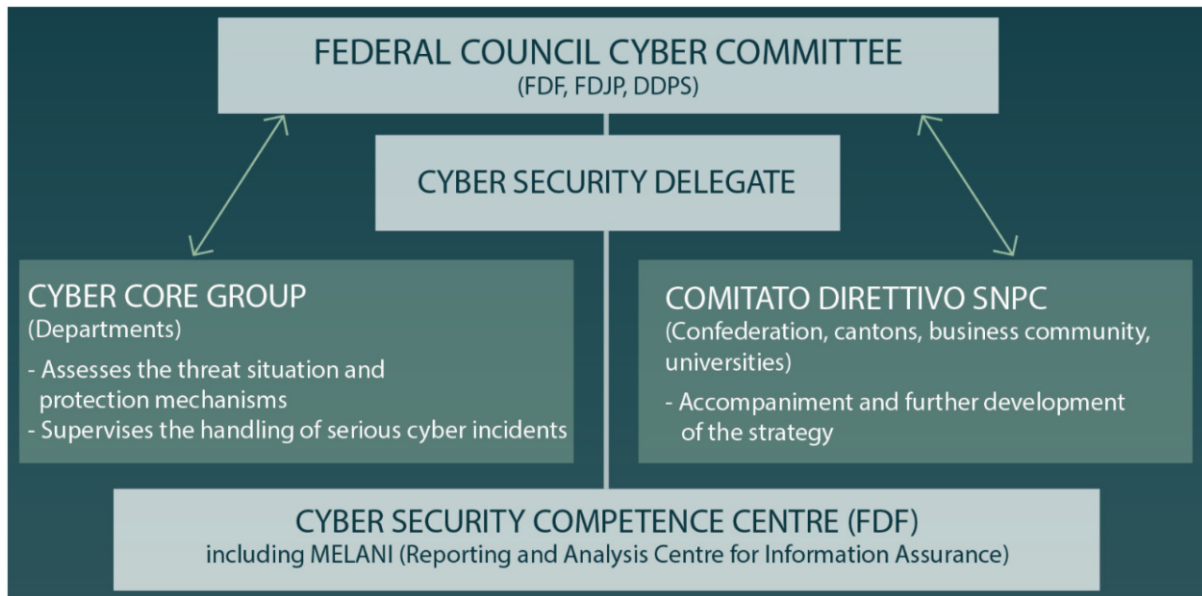 FEDERAL COUNCIL CYBER COMMITTEE
(FDF, FDJP, DDPS)
CYBER SECURITY DELEGATE
CYBER CORE GROUP
(Departments)
- Assesses the threat situation and
protection mechanisms
- Supervises the handling of serious cyber incidents
COMITATO DIRETTIVO SNPC
(Confederation, cantons, business community,
universities)
- Accompaniment and further development
of the strategy
CYBER SECURITY COMPETENCE CENTRE (FDF)
including MELANI (Reporting and Analysis Centre for Information Assurance)